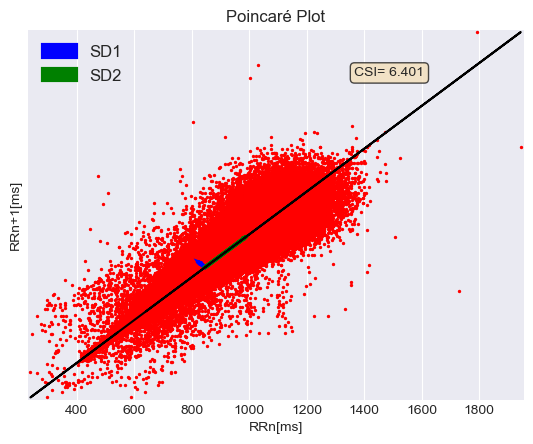 Poincaré Plot
SD1
SD2
CSI= 6.401
RRn+1[ms]
400 600 800 1000 1200 1400 1600 1800
RRn[ms]